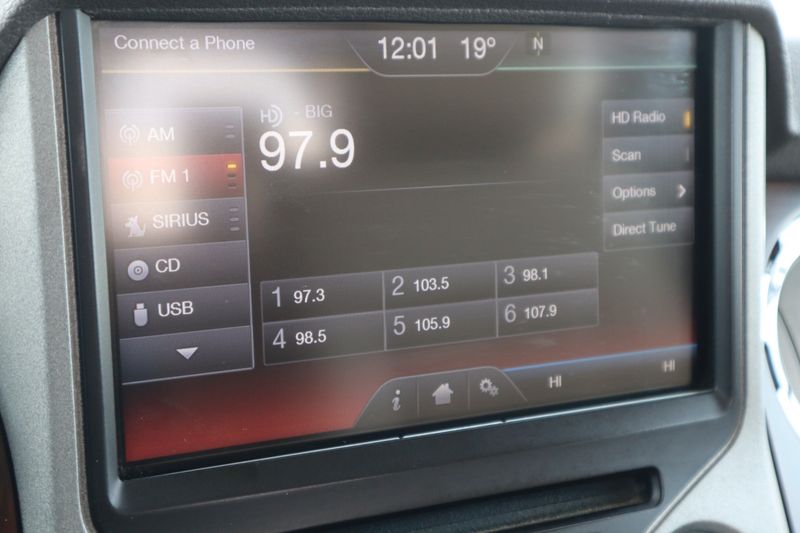 Connect a Phone
12:01 19°
N
AM
FM 1
SIRIUS
CD
USB
HD - BIG
97.9
HD Radio
Scan
Options
Direct Tune
1 97.3
2 103.5
3 98.1
4 98.5
5 105.9
6 107.9
i
HI
HI